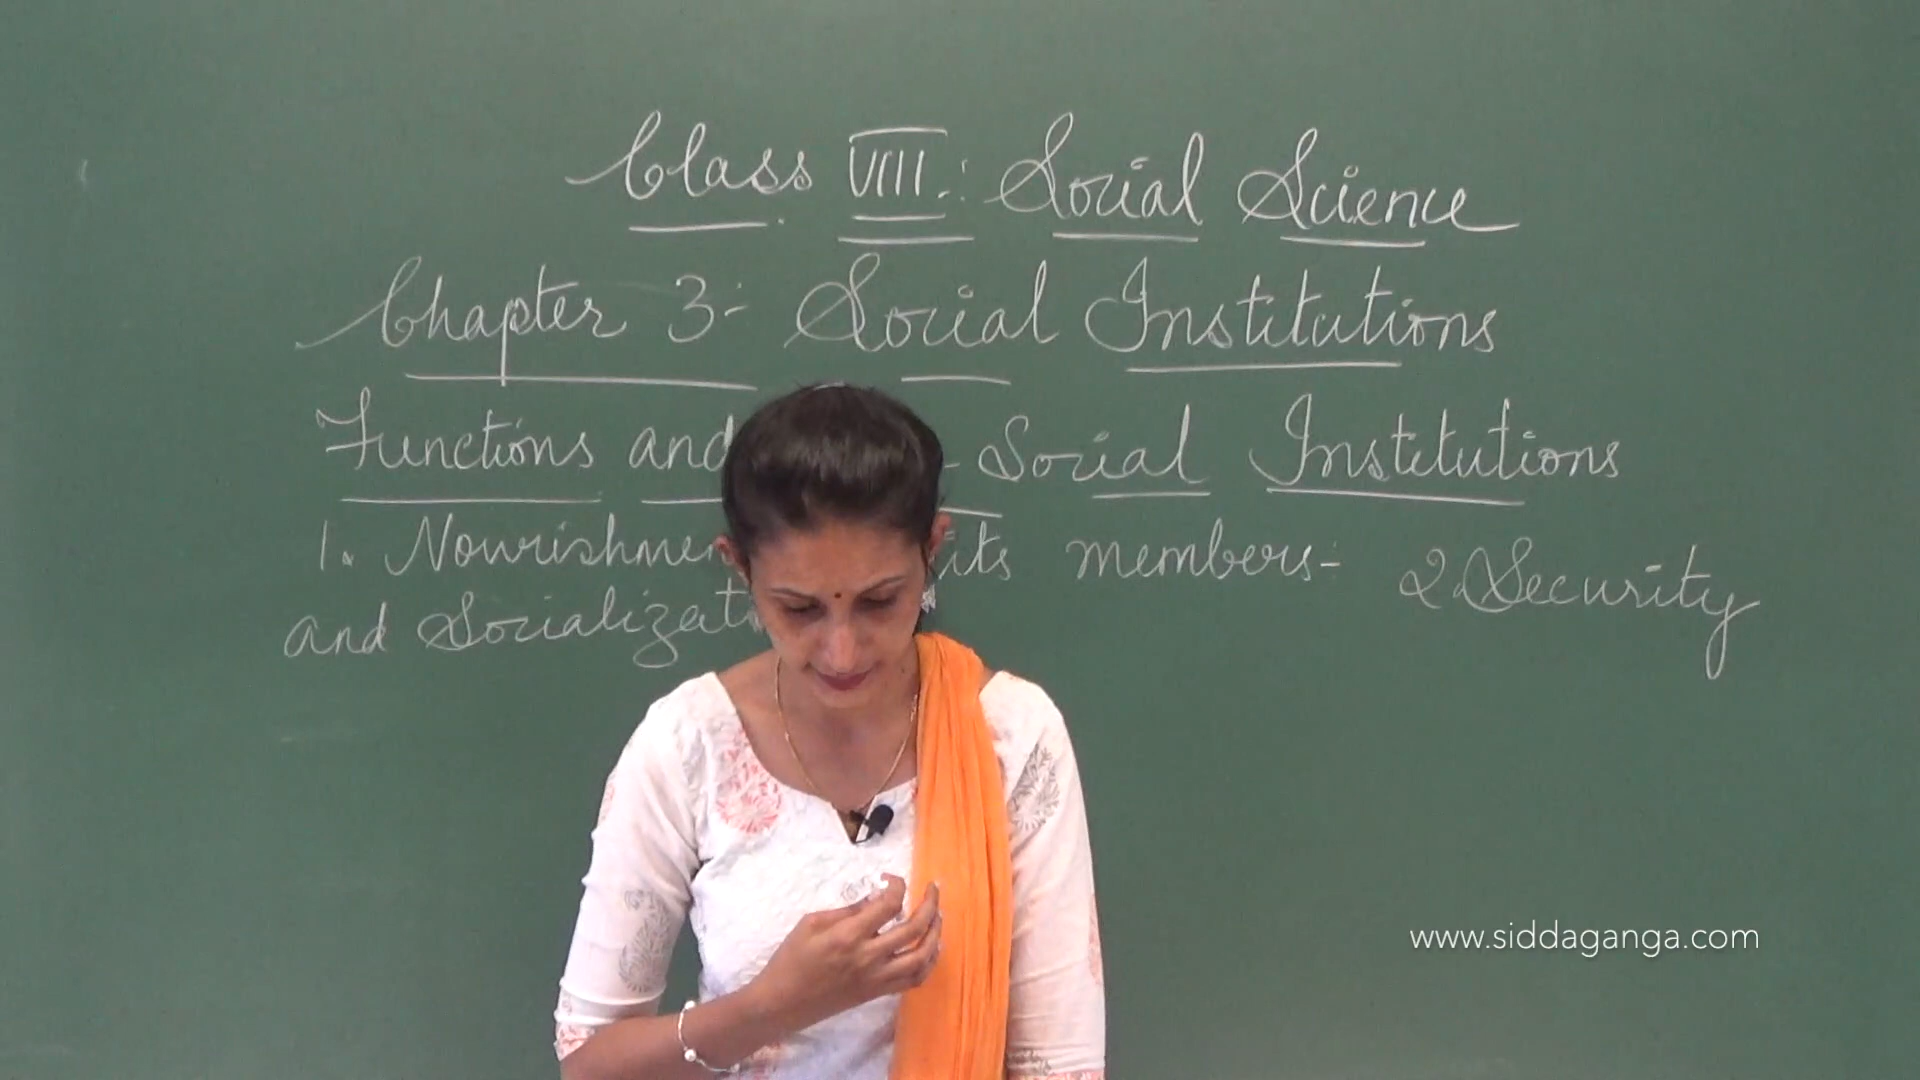 Class VIII.: Social Science
Chapter 3:- Social Institutions
Functions and Social Institutions
1. Nourishmen its members:- 2. Security
and Socializat
www.siddaganga.com